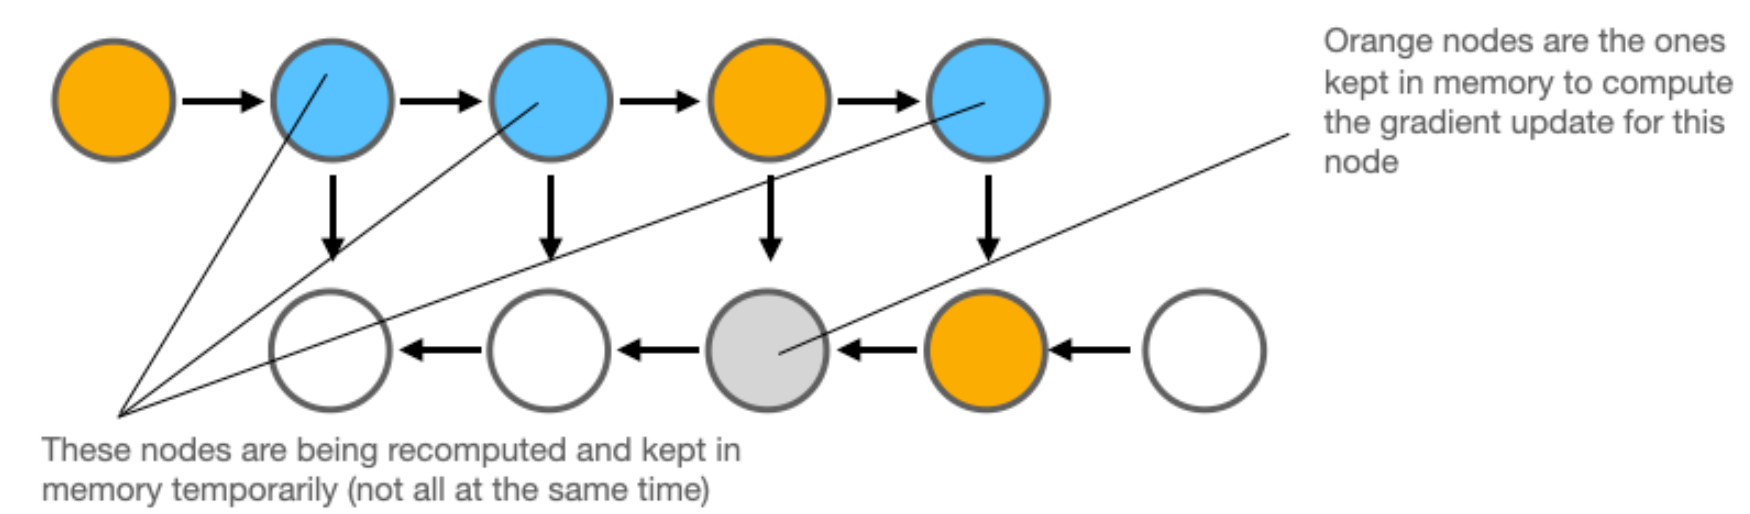 Orange nodes are the ones
kept in memory to compute
the gradient update for this
node
These nodes are being recomputed and kept in
memory temporarily (not all at the same time)